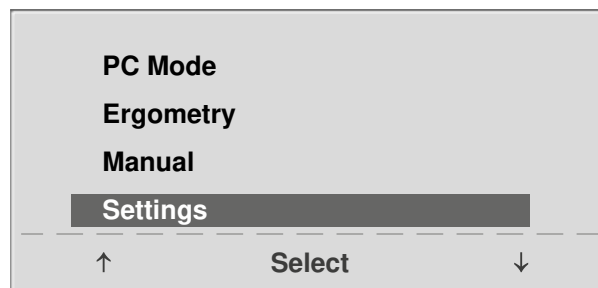 PC Mode
Ergometry
Manual
Settings
↑ Select ↓